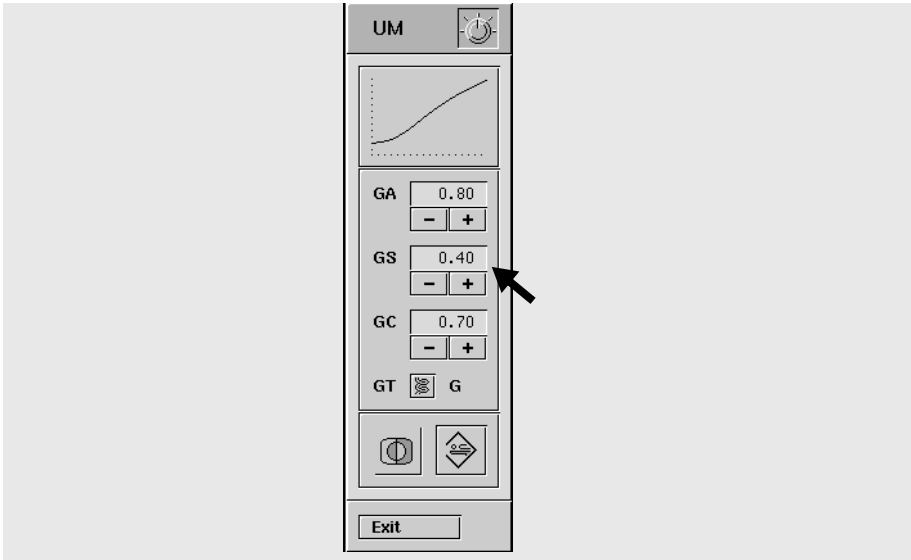 UM
GA 0.80
- +
GS 0.40
- +
GC 0.70
- +
GT G
Exit